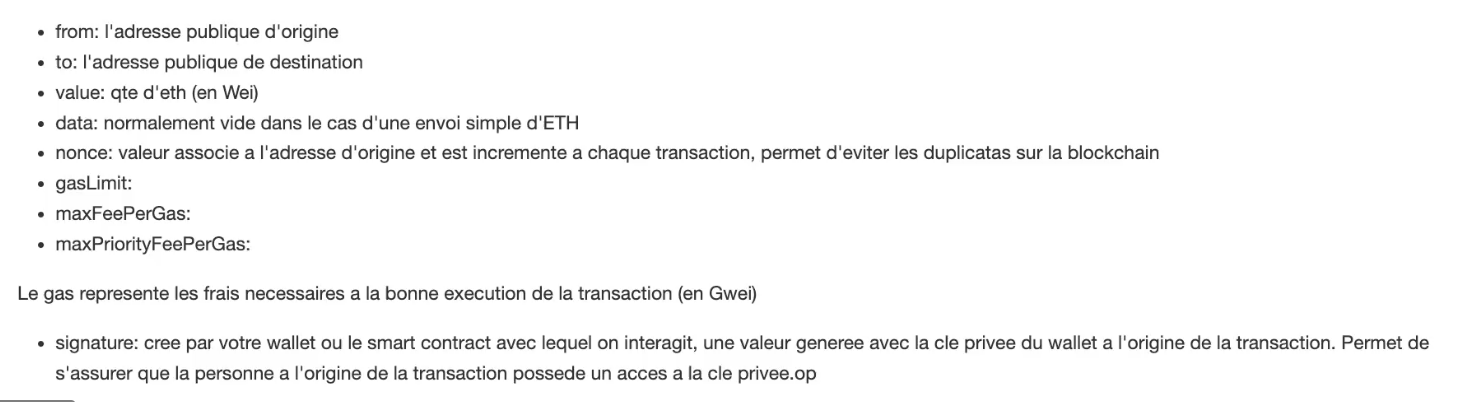 from: l'adresse publique d'origine
to: l'adresse publique de destination
value: qte d'eth (en Wei)
data: normalement vide dans le cas d'une envoi simple d'ETH
nonce: valeur associe a l'adresse d'origine et est incremente a chaque transaction, permet d'eviter les duplicatas sur la blockchain
gasLimit:
maxFeePerGas:
maxPriorityFeePerGas:
Le gas represente les frais necessaires a la bonne execution de la transaction (en Gwei)
signature: cree par votre wallet ou le smart contract avec lequel on interagit, une valeur generee avec la cle privee du wallet a l'origine de la transaction. Permet de
s'assurer que la personne a l'origine de la transaction possede un acces a la cle privee.op